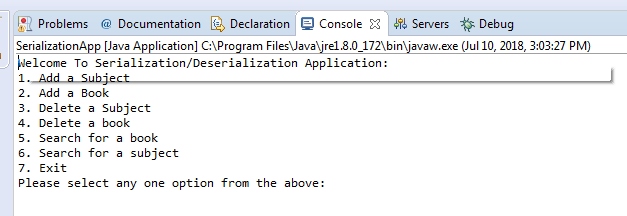 Problems @ Documentation Declaration Console Servers Debug
SerializationApp [Java Application] C:\Program Files\Java\jre1.8.0_172\bin\javaw.exe (Jul 10, 2018, 3:03:27 PM)
Welcome To Serialization/Deserialization Application:
1. Add a Subject
2. Add a Book
3. Delete a Subject
4. Delete a book
5. Search for a book
6. Search for a subject
7. Exit
Please select any one option from the above: